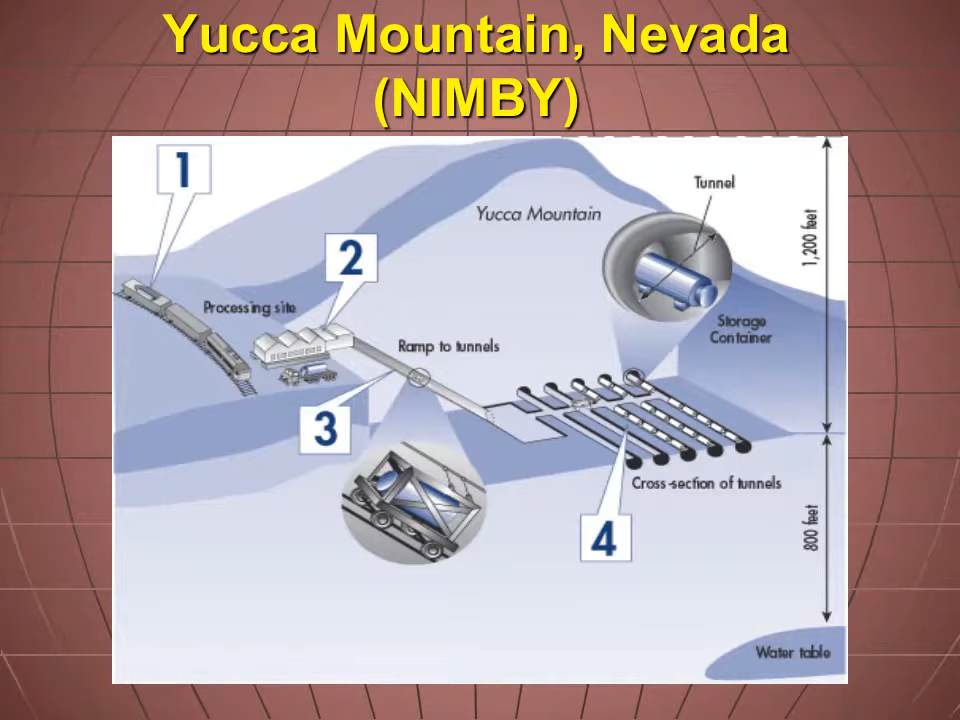 Yucca Mountain, Nevada
(NIMBY)
1
Tunnel
Yucca Mountain
1,200 feet
2
Processing site
Storage
Container
Ramp to tunnels
3
Cross-section of tunnels
4
800 feet
Water table